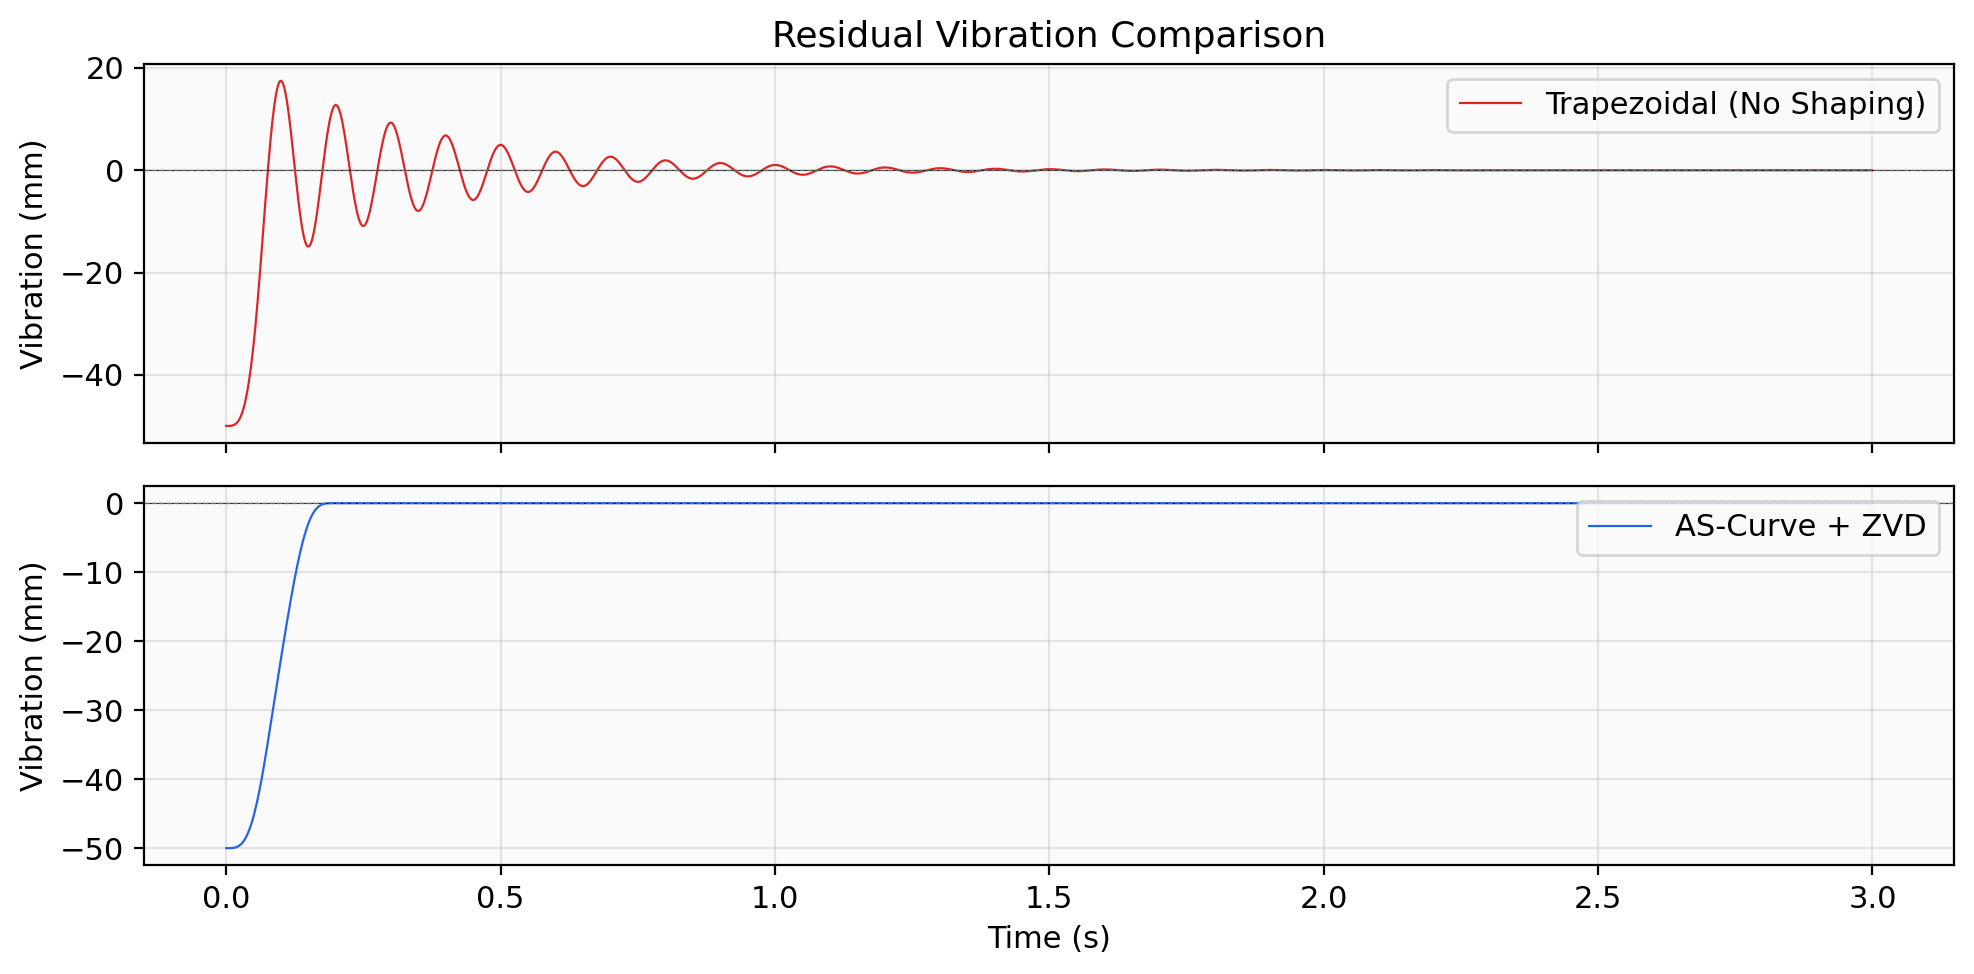 Residual Vibration Comparison
20
0
−20
−40
Vibration (mm)
Trapezoidal (No Shaping)
0
−10
−20
−30
−40
−50
Vibration (mm)
AS-Curve + ZVD
0.0 0.5 1.0 1.5 2.0 2.5 3.0
Time (s)